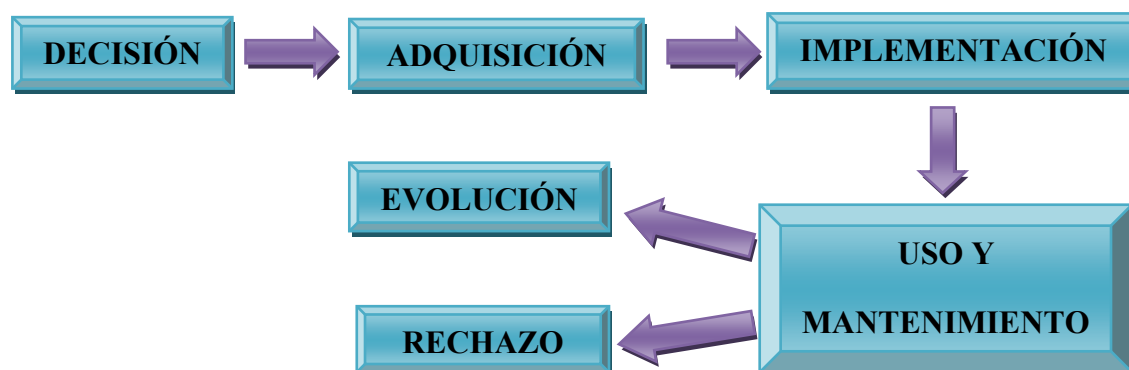 DECISIÓN
ADQUISICIÓN
IMPLEMENTACIÓN
EVOLUCIÓN
USO Y
MANTENIMIENTO
RECHAZO